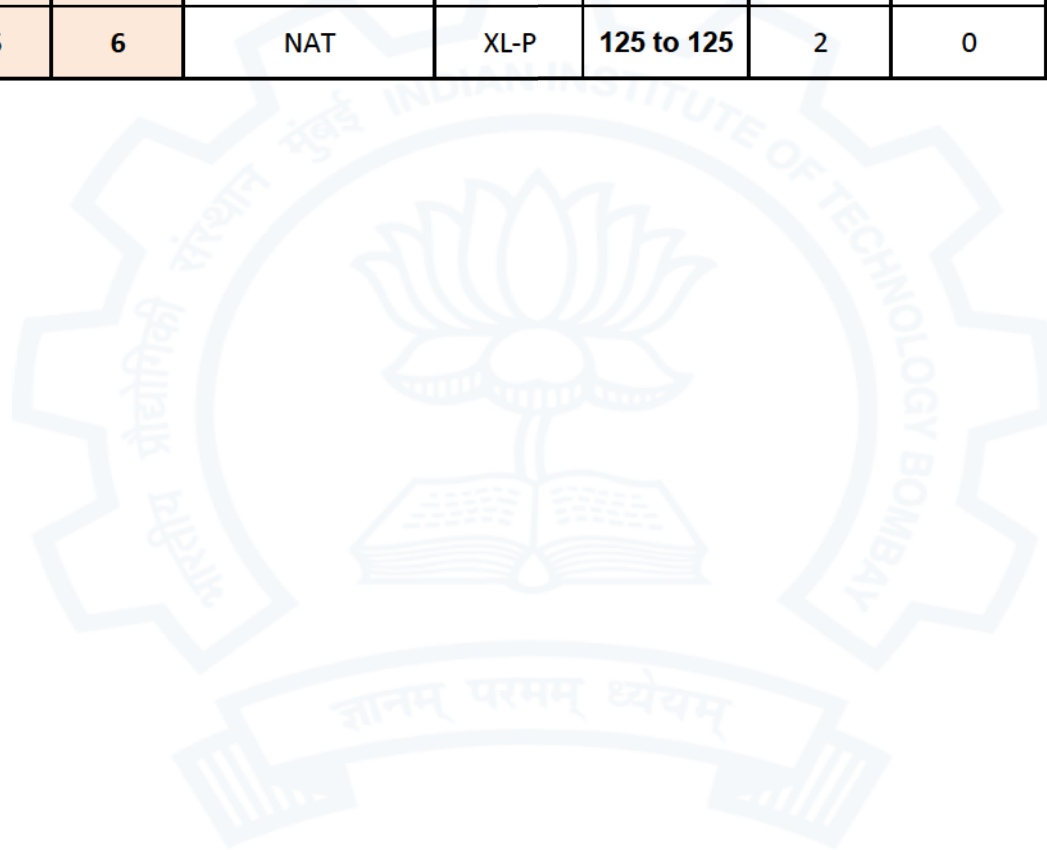 6 NAT XL-P 125 to 125 2 0
भारतीय प्रौद्योगिकी संस्थान मुंबई INDIAN INSTITUTE OF TECHNOLOGY BOMBAY
ज्ञानम् परमम् ध्येयम्